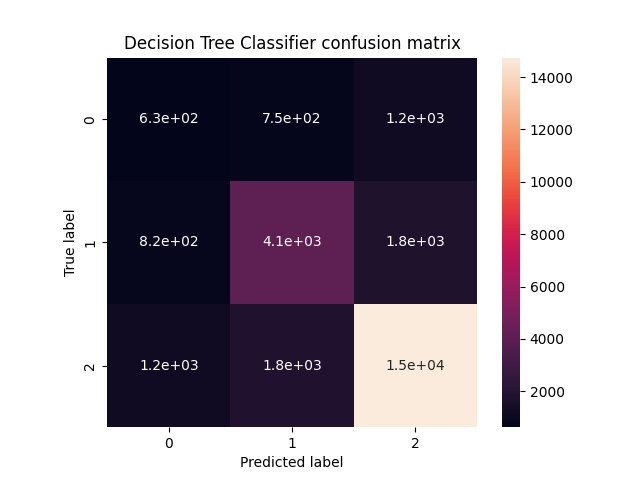 Decision Tree Classifier confusion matrix
14000
12000
10000
8000
6000
4000
2000
True label
0
6.3e+02 7.5e+02 1.2e+03
1
8.2e+02 4.1e+03 1.8e+03
2
1.2e+03 1.8e+03 1.5e+04
0 1 2
Predicted label